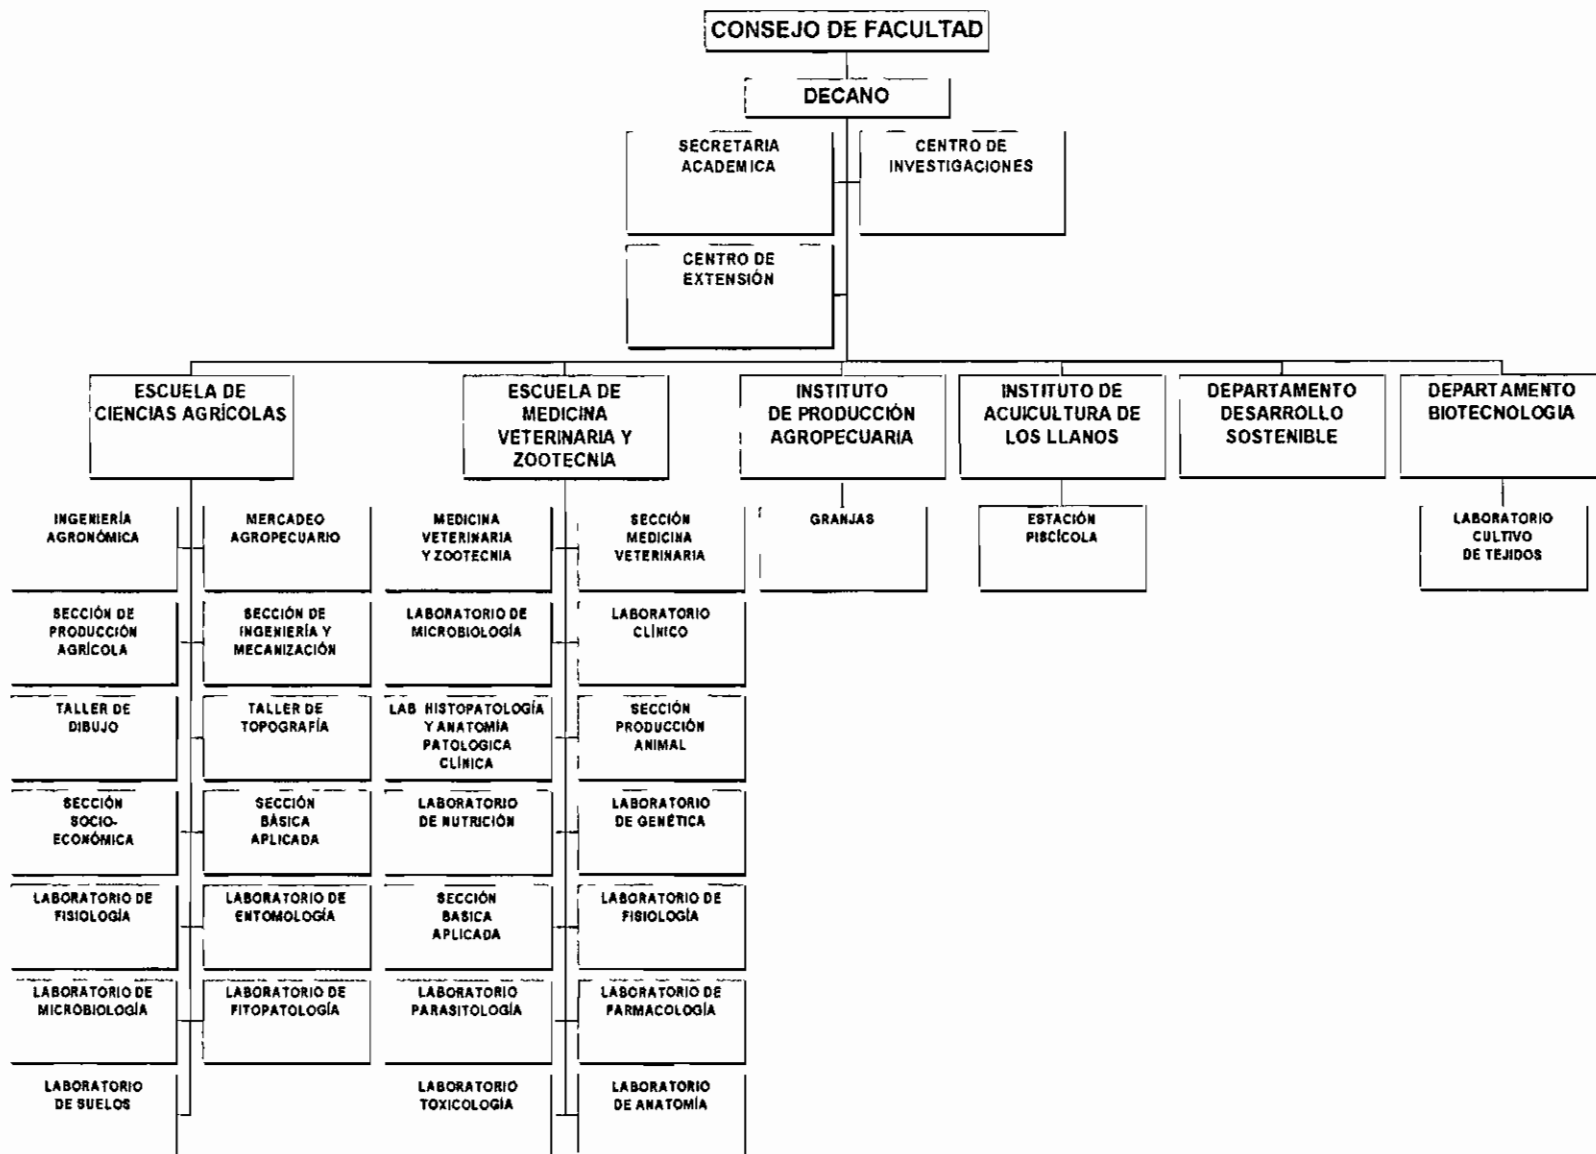 CONSEJO DE FACULTAD
DECANO
SECRETARIA
ACADEMICA
CENTRO DE
INVESTIGACIONES
CENTRO DE
EXTENSIÓN
ESCUELA DE
CIENCIAS AGRÍCOLAS
ESCUELA DE
MEDICINA
VETERINARIA Y
ZOOTECNIA
INSTITUTO
DE PRODUCCIÓN
AGROPECUARIA
INSTITUTO DE
ACUICULTURA DE
LOS LLANOS
DEPARTAMENTO
DESARROLLO
SOSTENIBLE
DEPARTAMENTO
BIOTECNOLOGIA
INGENIERÍA
AGRONÓMICA
MERCADEO
AGROPECUARIO
MEDICINA
VETERINARIA
Y ZOOTECNIA
SECCIÓN
MEDICINA
VETERINARIA
GRANJAS
ESTACIÓN
PISCÍCOLA
LABORATORIO
CULTIVO
DE TEJIDOS
SECCIÓN DE
PRODUCCIÓN
AGRÍCOLA
SECCIÓN DE
INGENIERÍA Y
MECANIZACIÓN
LABORATORIO DE
MICROBIOLOGÍA
LABORATORIO
CLÍNICO
TALLER DE
DIBUJO
TALLER DE
TOPOGRAFÍA
LAB HISTOPATOLOGÍA
Y ANATOMÍA
PATOLOGICA
CLÍNICA
SECCIÓN
PRODUCCIÓN
ANIMAL
SECCIÓN
SOCIO-
ECONÓMICA
SECCIÓN
BÁSICA
APLICADA
LABORATORIO
DE NUTRICIÓN
LABORATORIO
DE GENÉTICA
LABORATORIO DE
FISIOLOGÍA
LABORATORIO DE
ENTOMOLOGÍA
SECCIÓN
BASICA
APLICADA
LABORATORIO DE
FISIOLOGÍA
LABORATORIO DE
MICROBIOLOGÍA
LABORATORIO DE
FITOPATOLOGÍA
LABORATORIO
PARASITOLOGÍA
LABORATORIO DE
FARMACOLOGÍA
LABORATORIO
DE SUELOS
LABORATORIO
TOXICOLOGÍA
LABORATORIO
DE ANATOMÍA